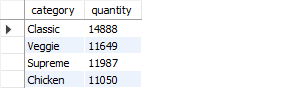 category quantity
Classic 14888
Veggie 11649
Supreme 11987
Chicken 11050